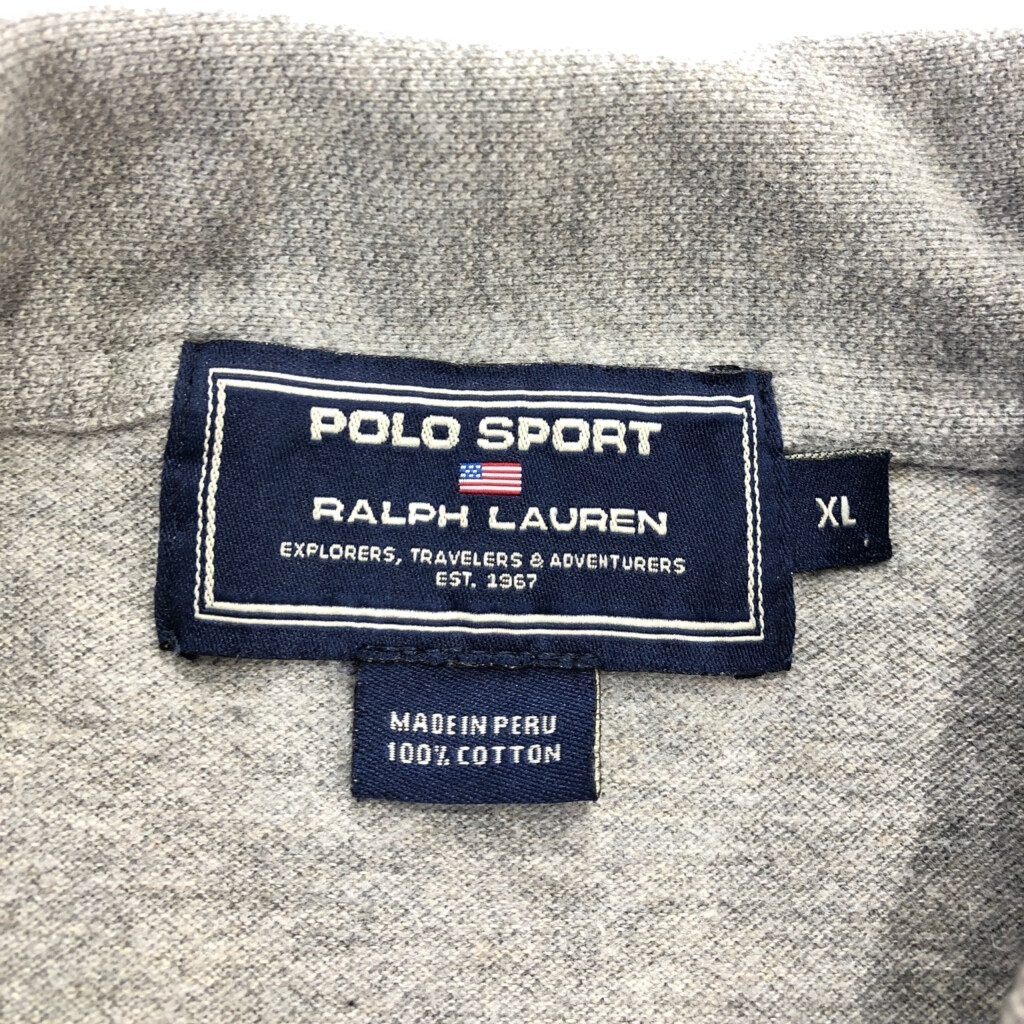 POLO SPORT
RALPH LAUREN
EXPLORERS, TRAVELERS & ADVENTURERS
EST. 1967
XL
MADE IN PERU
100% COTTON